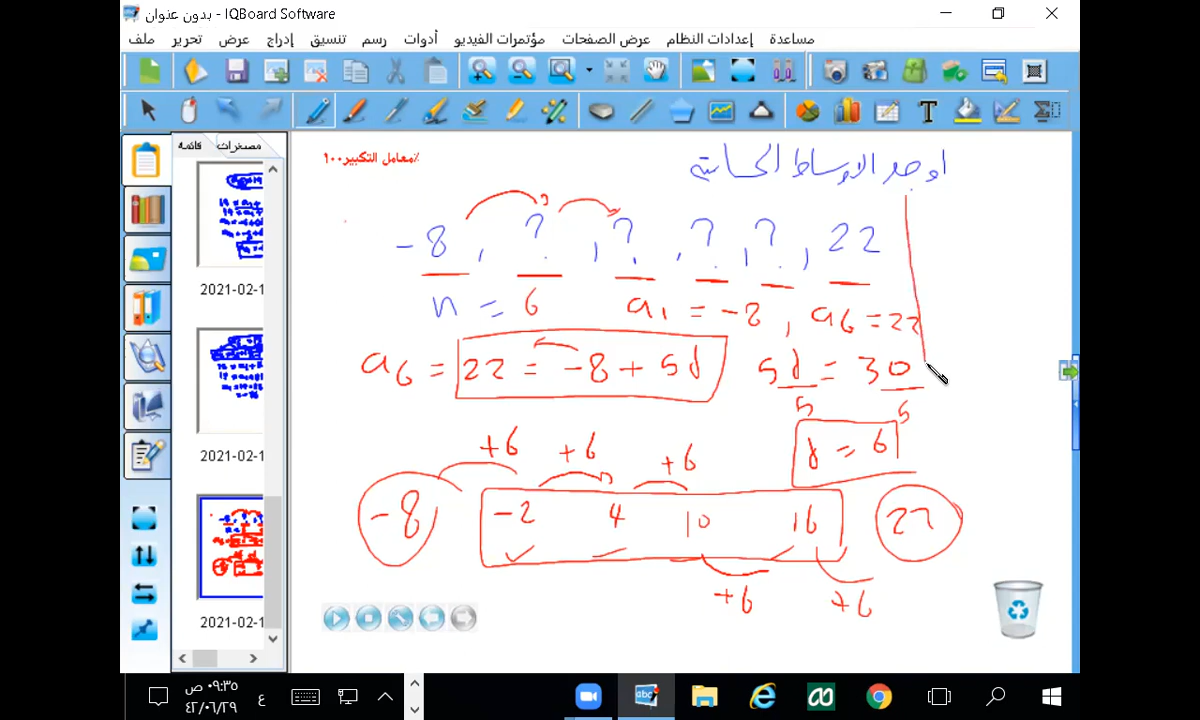 بدون عنوان - IQBoard Software
ملف تحرير عرض إدراج تنسيق رسم أدوات مؤتمرات الفيديو عرض الصفحات إعدادات النظام مساعدة
قائمة مصغرات
معامل التكبير١٠٠٪
اوجد الاوساط الحسابية
-8 , ? , ? , ? , ? , 22
n = 6 a1 = -8 , a6 = 22
a6 = 22 = -8 + 5d
5d = 30
5 5
d = 6
+6 +6 +6
-8 -2 4 10 16 22
+6 +6
2021-02-1
2021-02-1
2021-02-1
٠٩:٣٥ ص
٤٢/٠٦/٢٩
ع